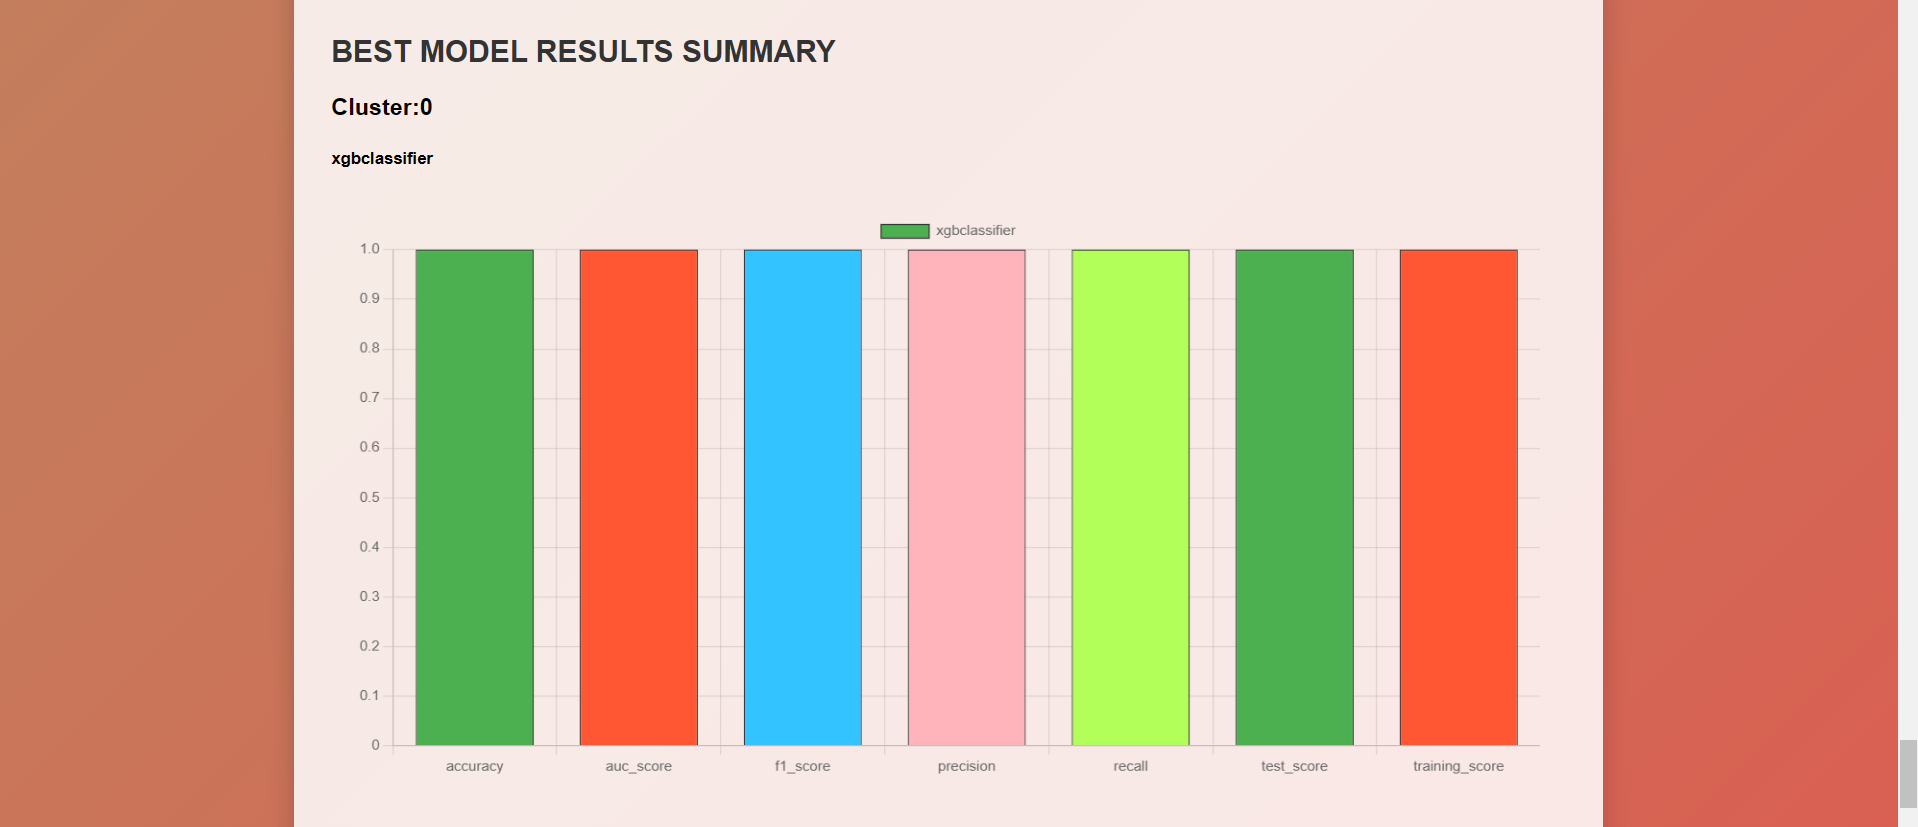 BEST MODEL RESULTS SUMMARY
Cluster:0
xgbclassifier
xgbclassifier
1.0
0.9
0.8
0.7
0.6
0.5
0.4
0.3
0.2
0.1
0
accuracy auc_score f1_score precision recall test_score training_score